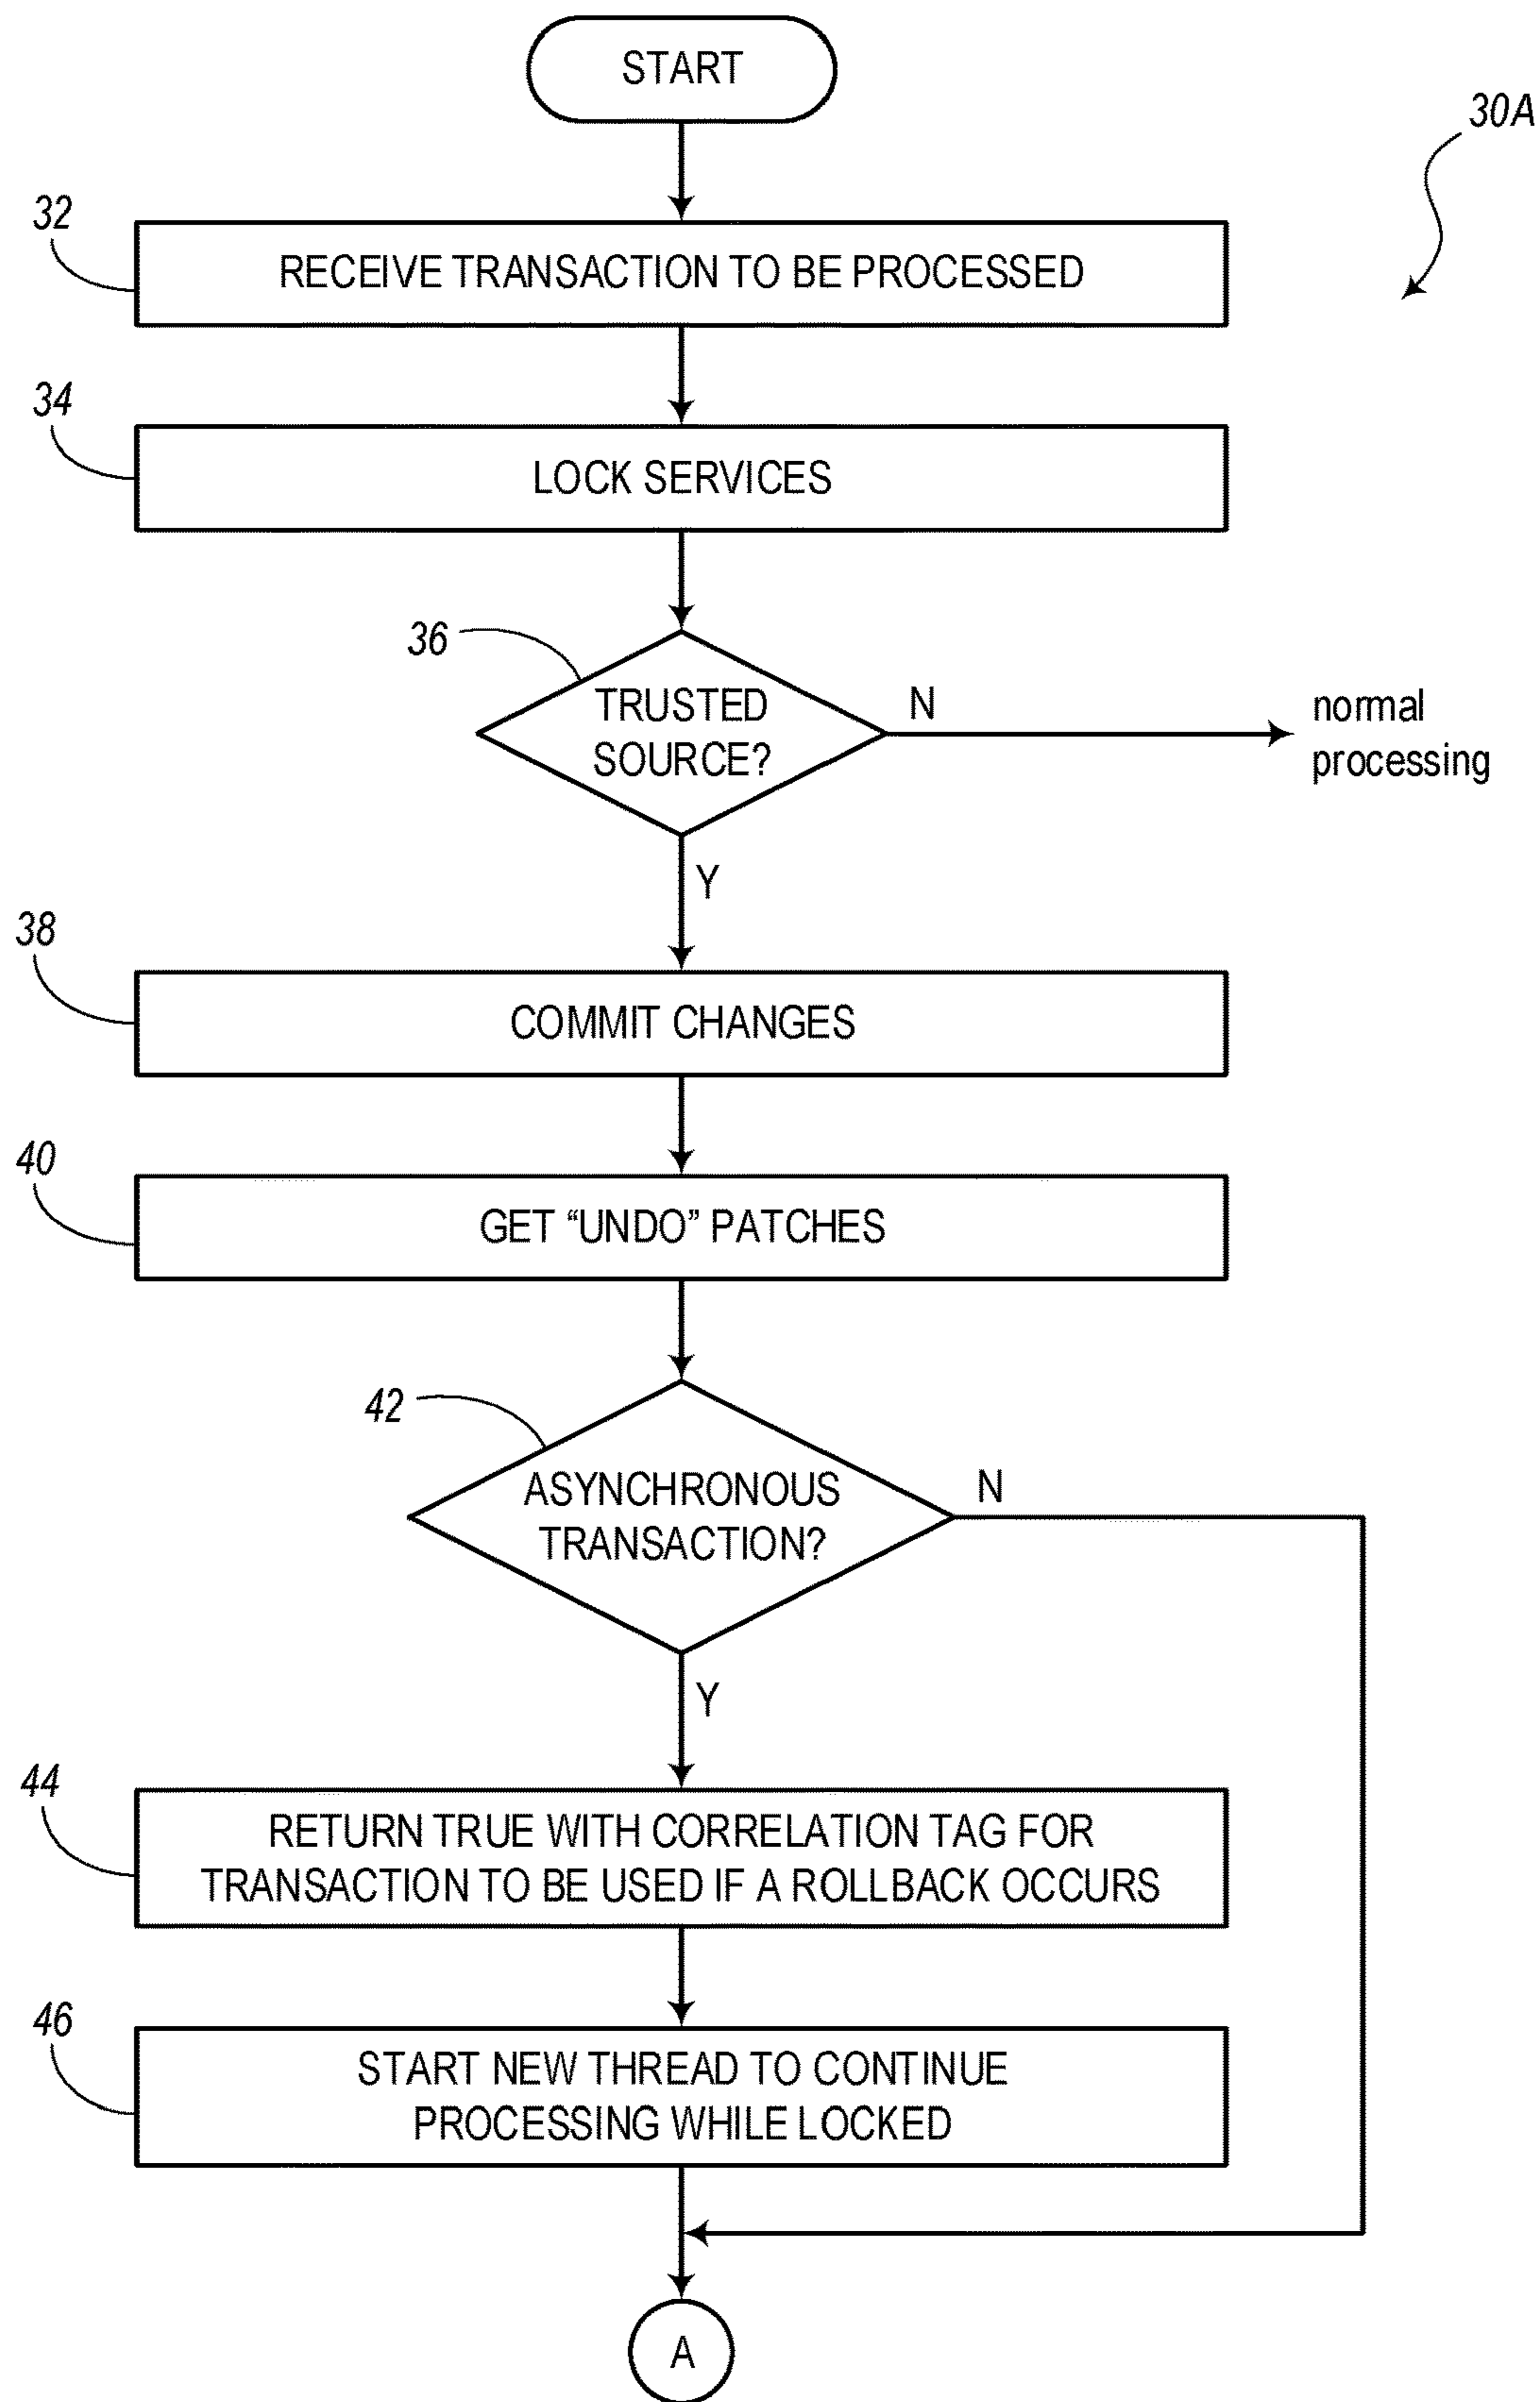 START
30A
32
RECEIVE TRANSACTION TO BE PROCESSED
34
LOCK SERVICES
36
TRUSTED
SOURCE?
N
normal
processing
Y
38
COMMIT CHANGES
40
GET “UNDO” PATCHES
42
ASYNCHRONOUS
TRANSACTION?
N
Y
44
RETURN TRUE WITH CORRELATION TAG FOR
TRANSACTION TO BE USED IF A ROLLBACK OCCURS
46
START NEW THREAD TO CONTINUE
PROCESSING WHILE LOCKED
A